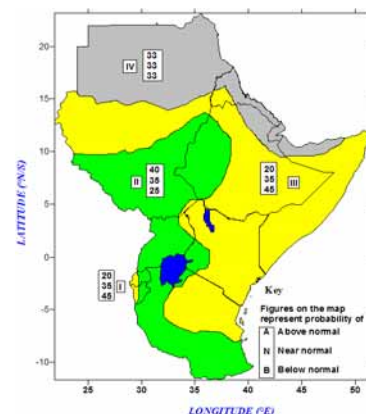 20
15
10
5
0
-5
-10
LATITUDE (°N/S)
IV
33
33
33
II
40
35
25
20
35
45
III
20
35
45
I
Key
Figures on the map
represent probability of
A Above normal
N Near normal
B Below normal
25 30 35 40 45 50
LONGITUDE (°E)